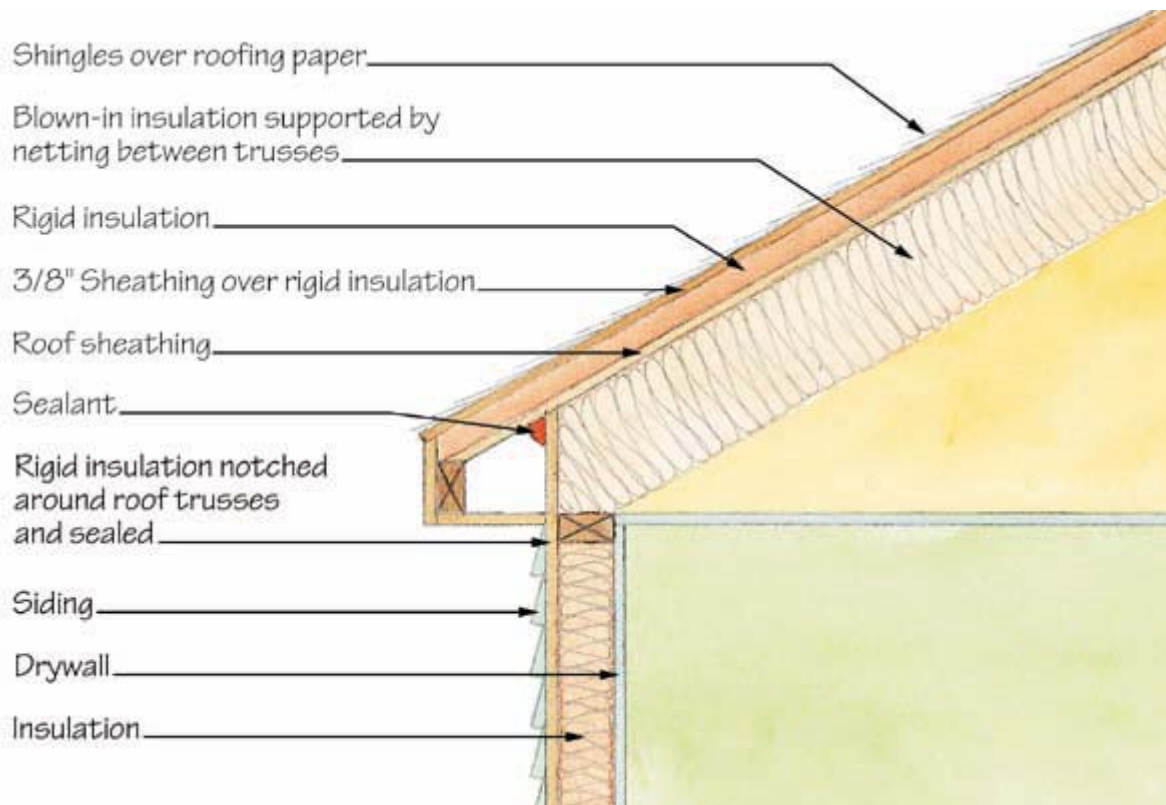 Shingles over roofing paper
Blown-in insulation supported by
netting between trusses
Rigid insulation
3/8" Sheathing over rigid insulation
Roof sheathing
Sealant
Rigid insulation notched
around roof trusses
and sealed
Siding
Drywall
Insulation